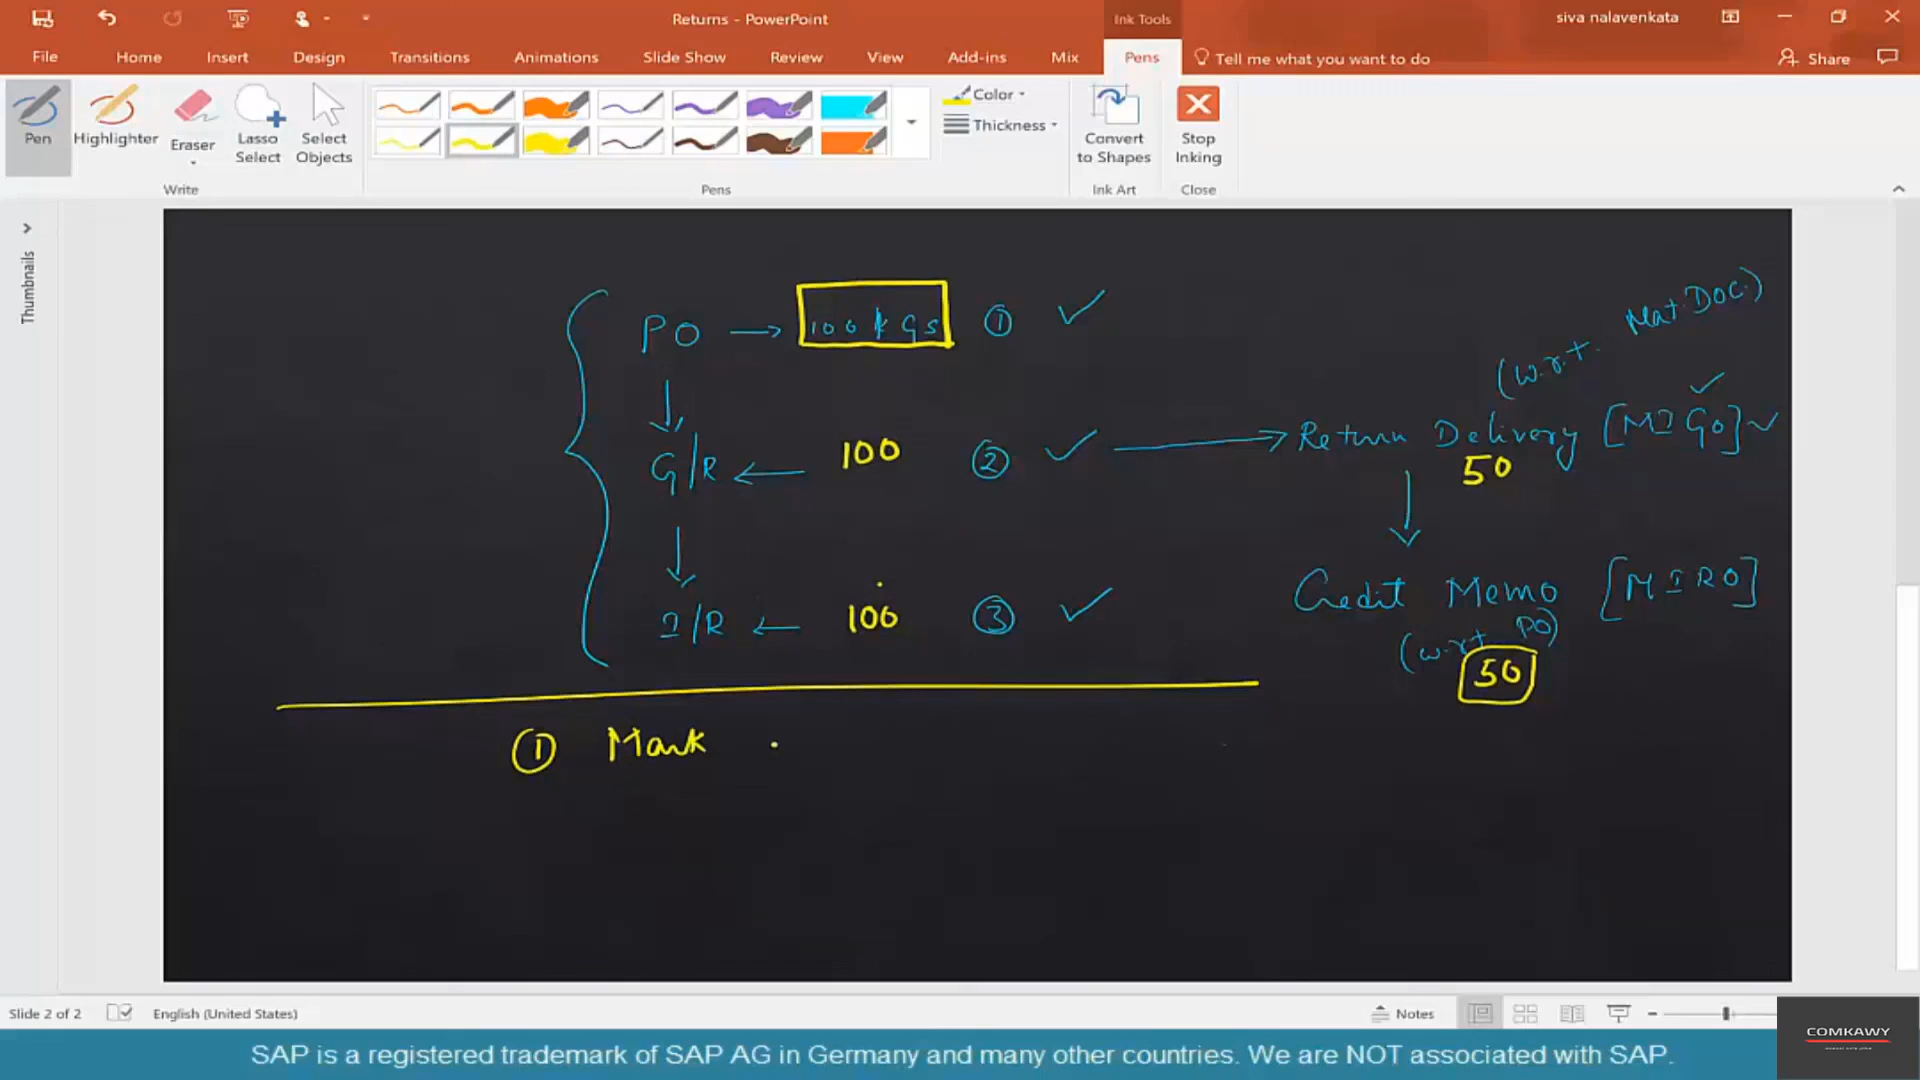 Returns - PowerPoint
Ink Tools
siva nalavenkata
File Home Insert Design Transitions Animations Slide Show Review View Add-ins Mix Pens Tell me what you want to do Share
Pen Highlighter Eraser Lasso Select Select Objects Color Thickness Convert to Shapes Stop Inking
Write Pens Ink Art Close
Thumbnails
PO → 100 kGs ① ✓
(w.r.t. Mat.Doc.)
G/R ← 100 ② ✓ → Return Delivery [MIGO] ✓
50
I/R ← 100 ③ ✓
Credit Memo [MIRO]
(w.r.t PO)
50
① Mark
Slide 2 of 2 English (United States) Notes
COMKAWY
SAP is a registered trademark of SAP AG in Germany and many other countries. We are NOT associated with SAP.